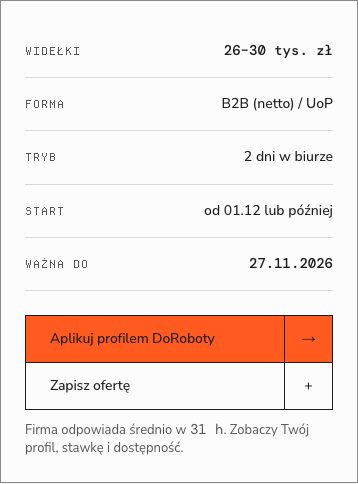 WIDEŁKI 26–30 tys. zł
FORMA B2B (netto) / UoP
TRYB 2 dni w biurze
START od 01.12 lub później
WAŻNA DO 27.11.2026
Aplikuj profilem DoRoboty →
Zapisz ofertę +
Firma odpowiada średnio w 31 h. Zobaczy Twój
profil, stawkę i dostępność.